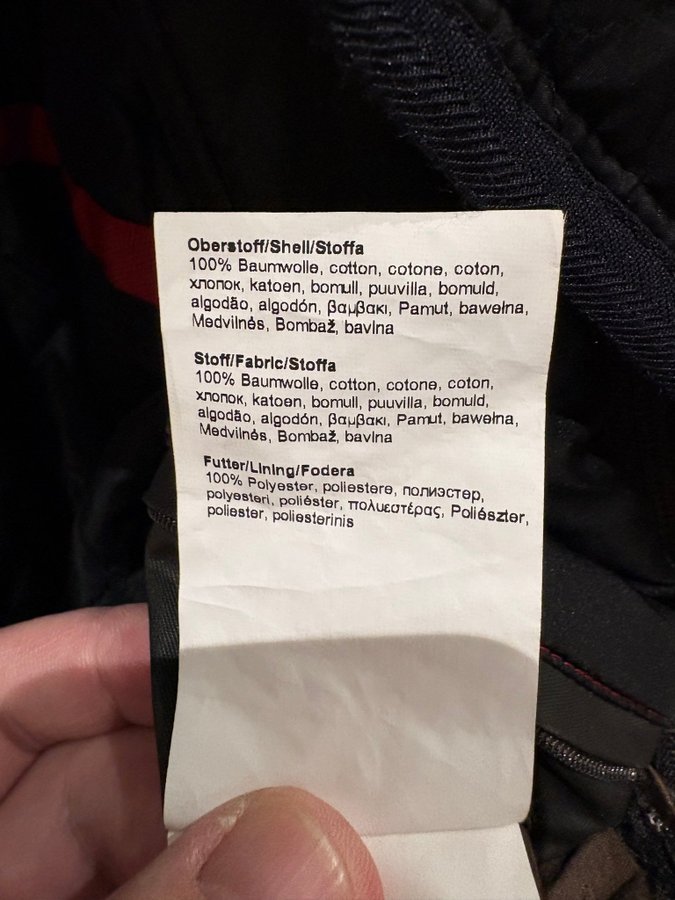 Oberstoff/Shell/Stoffa
100% Baumwolle, cotton, cotone, coton,
хлопок, katoen, bomull, puuvilla, bomuld,
algodão, algodón, βαμβακι, Pamut, bawełna,
Medvilnės, Bombaž, bavlna
Stoff/Fabric/Stoffa
100% Baumwolle, cotton, cotone, coton,
хлопок, katoen, bomull, puuvilla, bomuld,
algodão, algodón, βαμβακι, Pamut, bawełna,
Medvilnės, Bombaž, bavlna
Futter/Lining/Fodera
100% Polyester, poliestere, полиэстер,
polyesteri, poliéster, πολυεστέρας, Poliészter,
poliester, poliesterinis